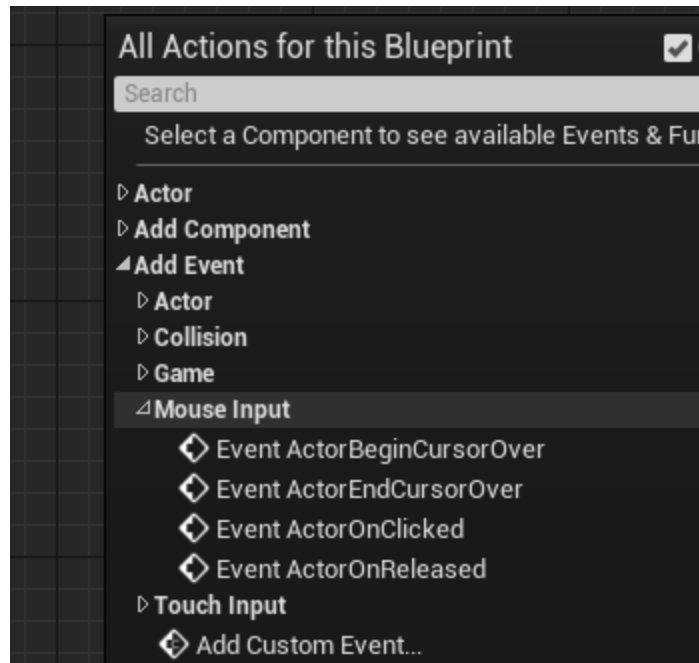 All Actions for this Blueprint
Search
Select a Component to see available Events & Fu
Actor
Add Component
Add Event
Actor
Collision
Game
Mouse Input
Event ActorBeginCursorOver
Event ActorEndCursorOver
Event ActorOnClicked
Event ActorOnReleased
Touch Input
Add Custom Event...